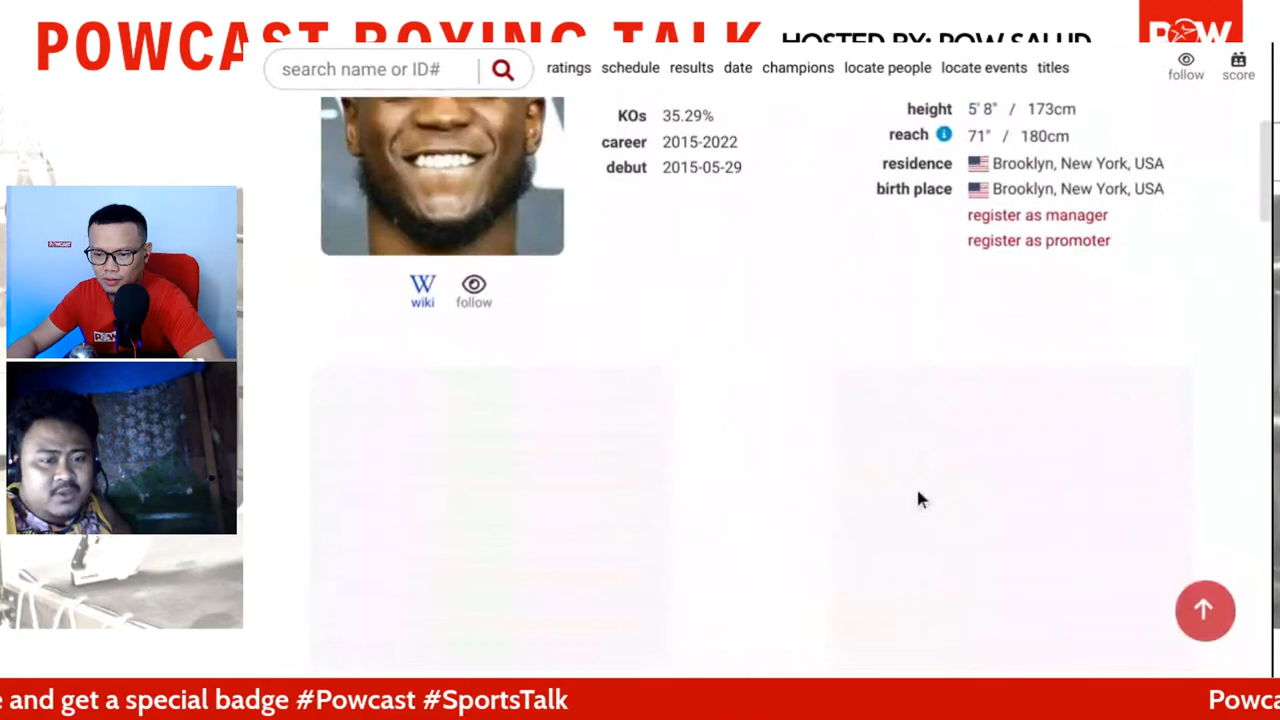 POWCAST BOXING TALK HOSTED BY: POW SALUD
POW
search name or ID#
ratings schedule results date champions locate people locate events titles
follow score
KOs 35.29%
career 2015-2022
debut 2015-05-29
height 5' 8" / 173cm
reach i 71" / 180cm
residence Brooklyn, New York, USA
birth place Brooklyn, New York, USA
register as manager
register as promoter
W
wiki follow
POWCAST
e and get a special badge #Powcast #SportsTalk
Powca